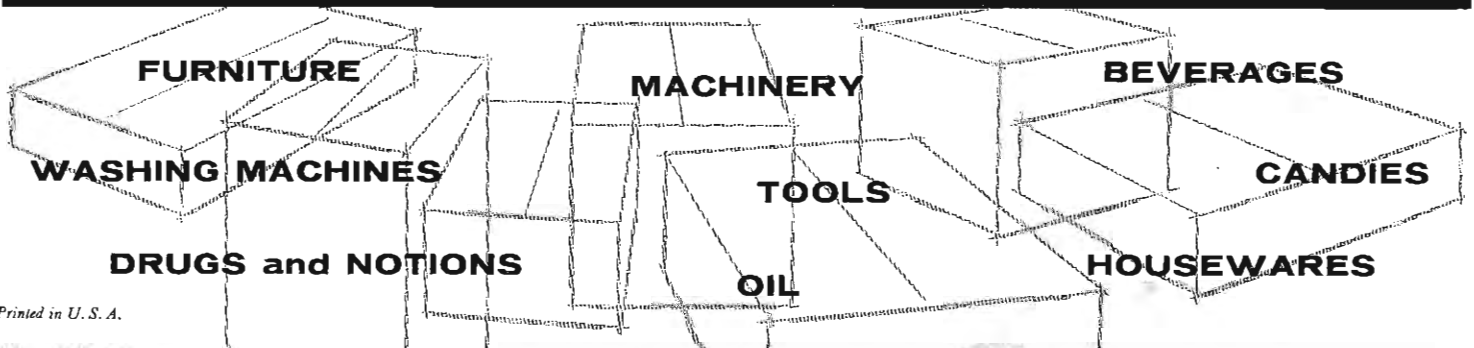 FURNITURE
MACHINERY
BEVERAGES
WASHING MACHINES
TOOLS
CANDIES
DRUGS and NOTIONS
OIL
HOUSEWARES
Printed in U. S. A.